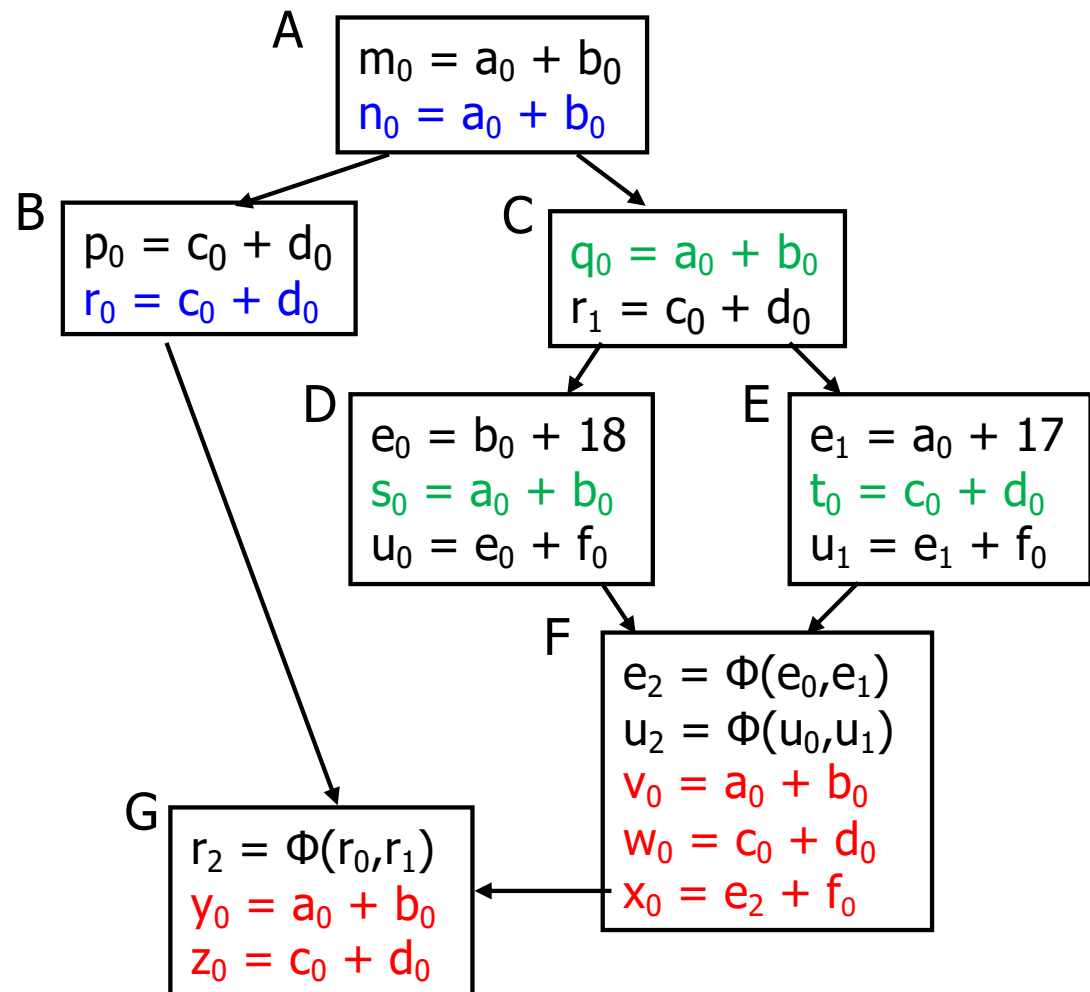 A
m₀ = a₀ + b₀
n₀ = a₀ + b₀
B
p₀ = c₀ + d₀
r₀ = c₀ + d₀
C
q₀ = a₀ + b₀
r₁ = c₀ + d₀
D
e₀ = b₀ + 18
s₀ = a₀ + b₀
u₀ = e₀ + f₀
E
e₁ = a₀ + 17
t₀ = c₀ + d₀
u₁ = e₁ + f₀
F
e₂ = Φ(e₀,e₁)
u₂ = Φ(u₀,u₁)
v₀ = a₀ + b₀
w₀ = c₀ + d₀
x₀ = e₂ + f₀
G
r₂ = Φ(r₀,r₁)
y₀ = a₀ + b₀
z₀ = c₀ + d₀